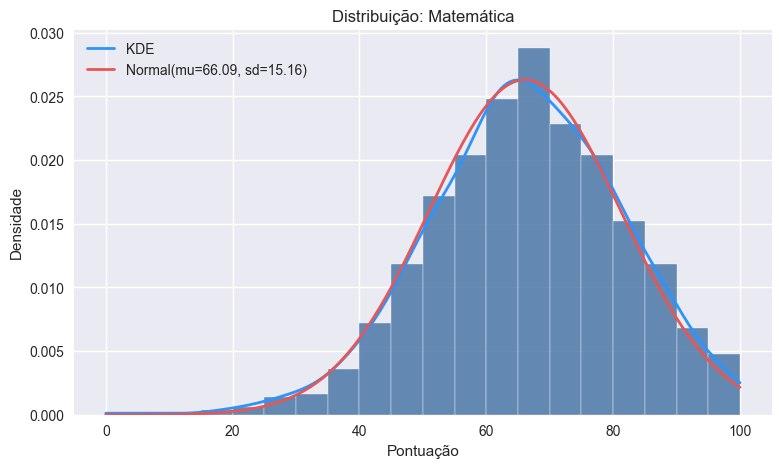 Distribuição: Matemática
KDE
Normal(mu=66.09, sd=15.16)
Densidade
0.030
0.025
0.020
0.015
0.010
0.005
0.000
0
20
40
60
80
100
Pontuação